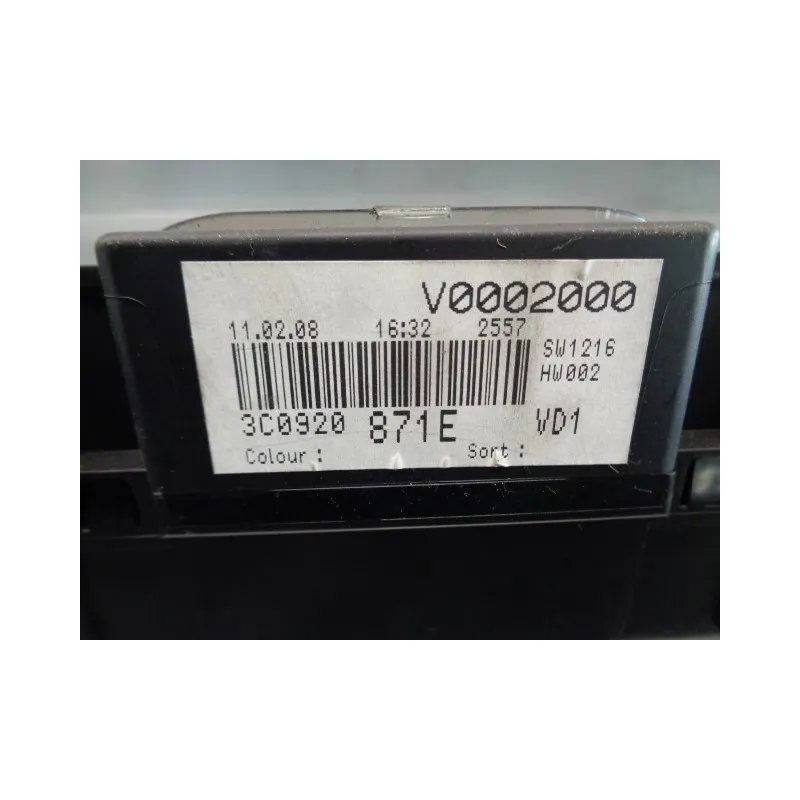 V0002000
11.02.08 16:32 2557
SW1216
HW002
3C0920 871E VD1
Colour : Sort :